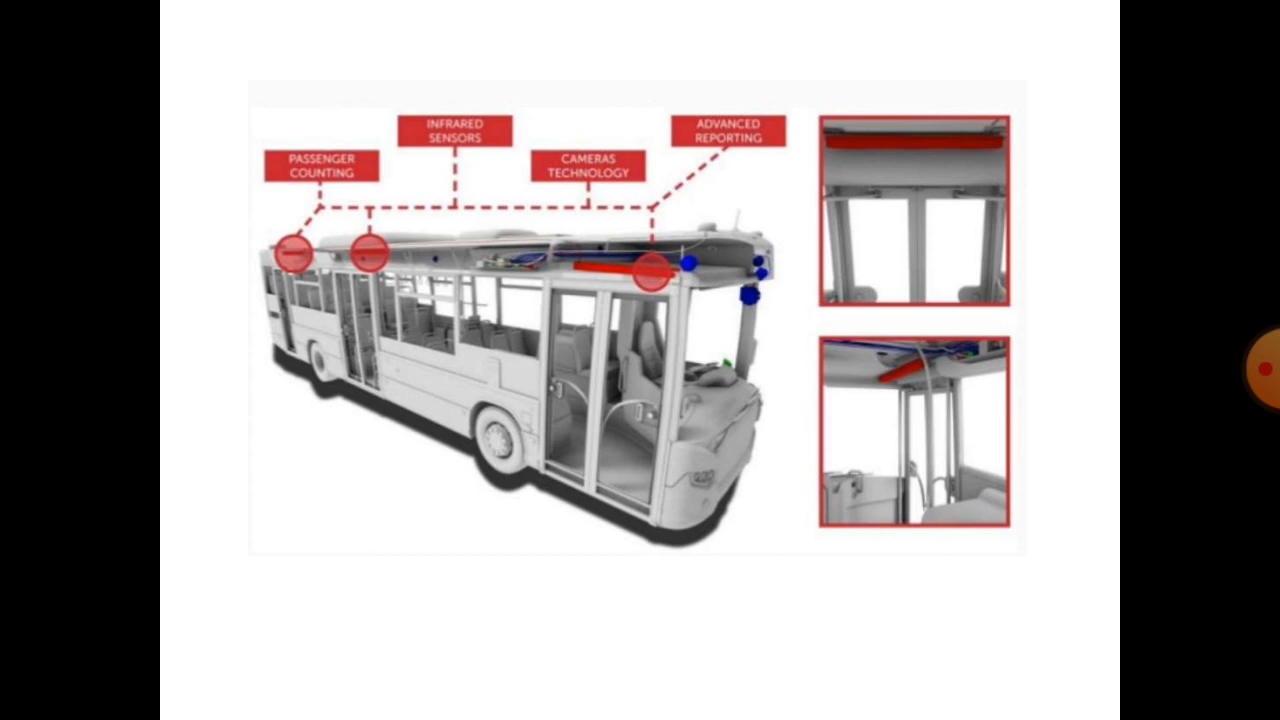 INFRARED
SENSORS
ADVANCED
REPORTING
PASSENGER
COUNTING
CAMERAS
TECHNOLOGY